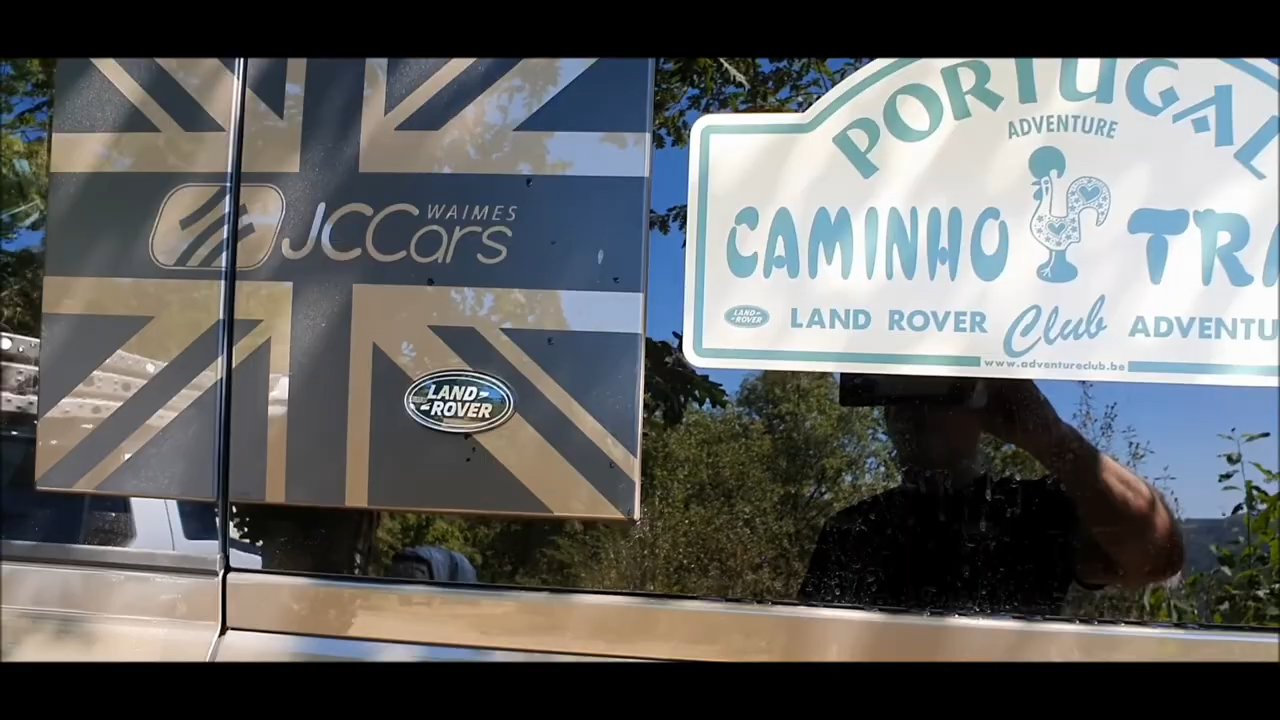 WAIMES
JCCars
LAND-
-ROVER
PORTUGAL
ADVENTURE
CAMINHO TRA
LAND-
-ROVER
LAND ROVER Club ADVENTU
www.adventureclub.be